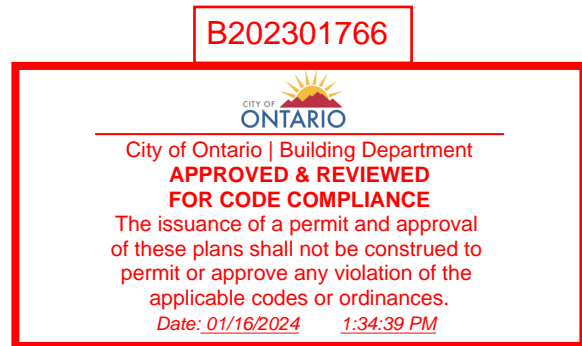 B202301766
CITY OF
ONTARIO
City of Ontario | Building Department
APPROVED & REVIEWED
FOR CODE COMPLIANCE
The issuance of a permit and approval
of these plans shall not be construed to
permit or approve any violation of the
applicable codes or ordinances.
Date: 01/16/2024 1:34:39 PM